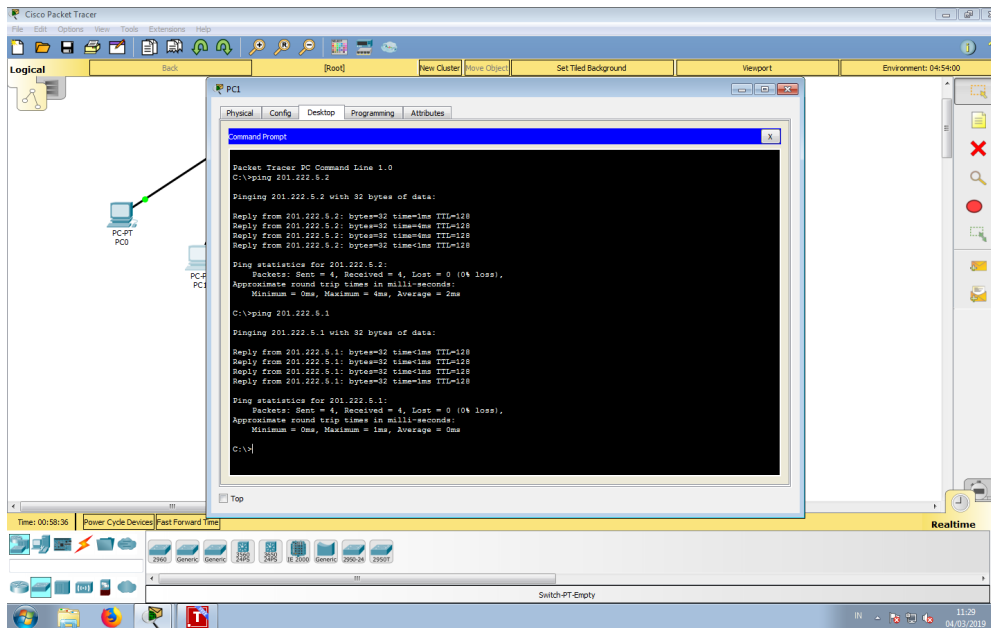 Cisco Packet Tracer
File Edit Options View Tools Extensions Help
Logical Back [Root] New Cluster Move Object Set Tiled Background Viewport Environment: 04:54:00
PC1
Physical Config Desktop Programming Attributes
Command Prompt X
Packet Tracer PC Command Line 1.0
C:\>ping 201.222.5.2
Pinging 201.222.5.2 with 32 bytes of data:
Reply from 201.222.5.2: bytes=32 time=1ms TTL=128
Reply from 201.222.5.2: bytes=32 time=4ms TTL=128
Reply from 201.222.5.2: bytes=32 time=4ms TTL=128
Reply from 201.222.5.2: bytes=32 time<1ms TTL=128
Ping statistics for 201.222.5.2:
Packets: Sent = 4, Received = 4, Lost = 0 (0% loss),
Approximate round trip times in milli-seconds:
Minimum = 0ms, Maximum = 4ms, Average = 2ms
C:\>ping 201.222.5.1
Pinging 201.222.5.1 with 32 bytes of data:
Reply from 201.222.5.1: bytes=32 time<1ms TTL=128
Reply from 201.222.5.1: bytes=32 time<1ms TTL=128
Reply from 201.222.5.1: bytes=32 time<1ms TTL=128
Reply from 201.222.5.1: bytes=32 time=1ms TTL=128
Ping statistics for 201.222.5.1:
Packets: Sent = 4, Received = 4, Lost = 0 (0% loss),
Approximate round trip times in milli-seconds:
Minimum = 0ms, Maximum = 1ms, Average = 0ms
C:\>
PC-PT
PC0
PC-P
PC1
Top
Time: 00:58:36 Power Cycle Devices Fast Forward Time Realtime
2960 Generic Generic 3560 24PS 3650 24PS IE 2000 Generic 2950-24 2950T
Switch-PT-Empty
IN 11:29
04/03/2019